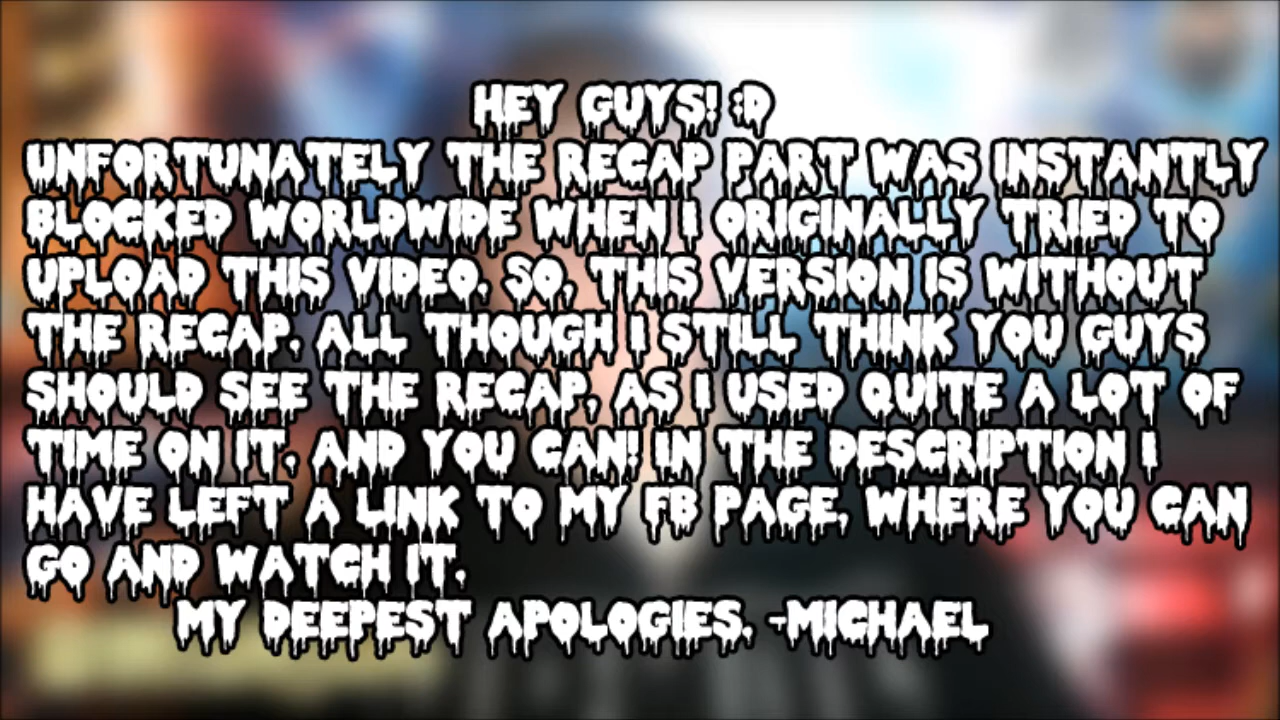 HEY GUYS! :D
UNFORTUNATELY THE RECAP PART WAS INSTANTLY
BLOCKED WORLDWIDE WHEN I ORIGINALLY TRIED TO
UPLOAD THIS VIDEO. SO, THIS VERSION IS WITHOUT
THE RECAP. ALL THOUGH I STILL THINK YOU GUYS
SHOULD SEE THE RECAP, AS I USED QUITE A LOT OF
TIME ON IT. AND YOU CAN! IN THE DESCRIPTION I
HAVE LEFT A LINK TO MY FB PAGE, WHERE YOU CAN
GO AND WATCH IT.
MY DEEPEST APOLOGIES. -MICHAEL